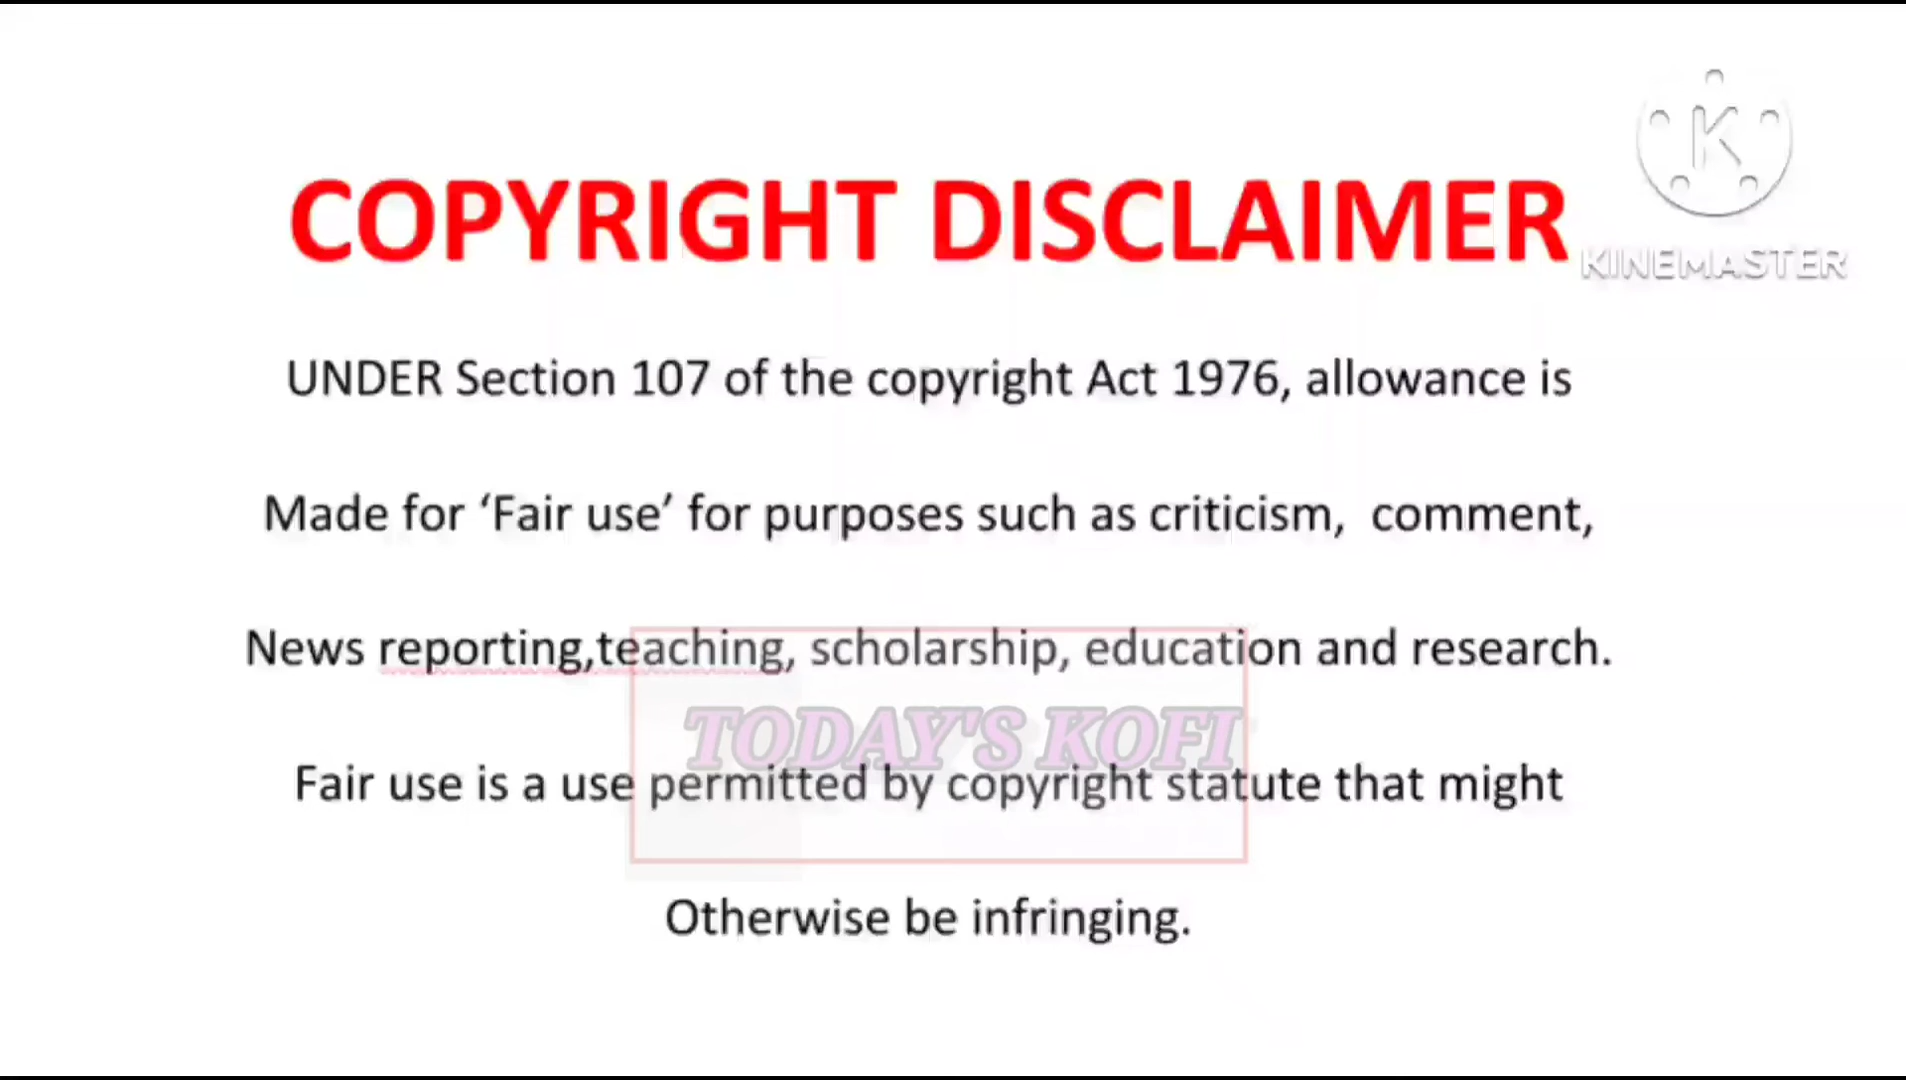 COPYRIGHT DISCLAIMER
KINEMASTER
UNDER Section 107 of the copyright Act 1976, allowance is
Made for ‘Fair use’ for purposes such as criticism,  comment,
News reporting,teaching, scholarship, education and research.
TODAY'S KOFI
Fair use is a use permitted by copyright statute that might
Otherwise be infringing.